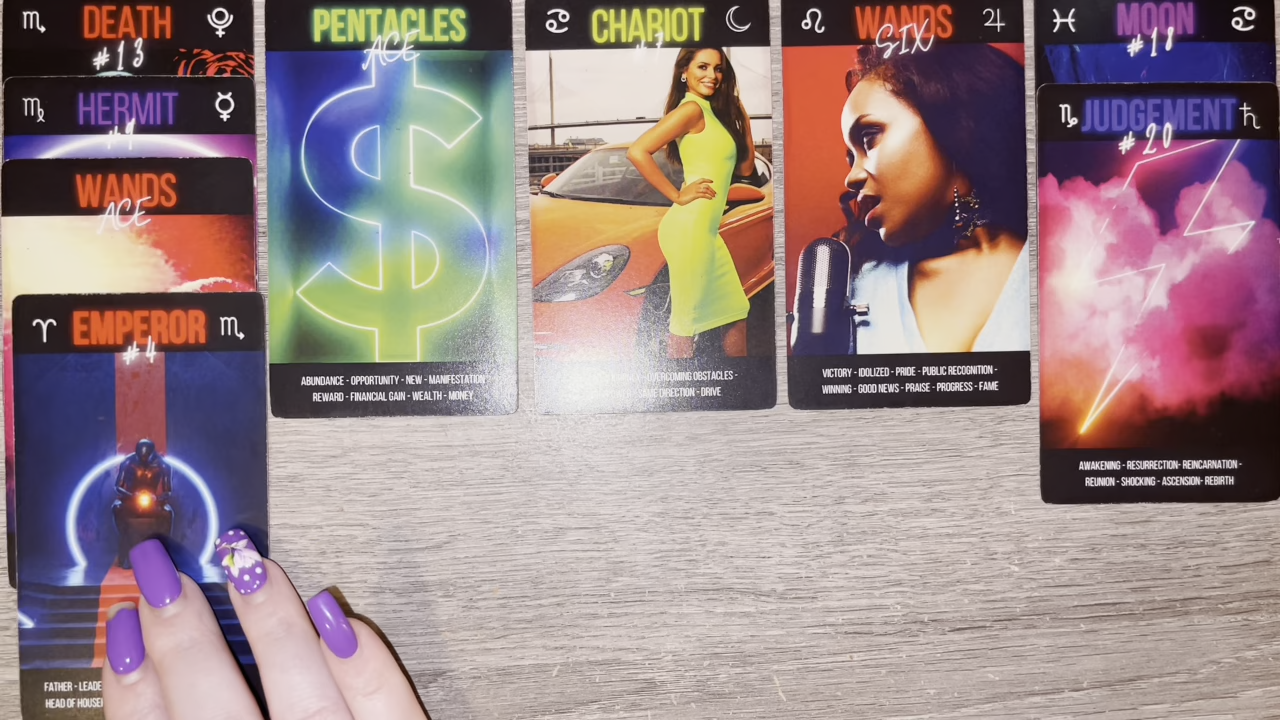 DEATH
#13
HERMIT
#9
WANDS
ACE
EMPEROR
#4
FATHER - LEADE
HEAD OF HOUSE
PENTACLES
ACE
ABUNDANCE - OPPORTUNITY - NEW - MANIFESTATION
REWARD - FINANCIAL GAIN - WEALTH - MONEY
CHARIOT
#7
OVERCOMING OBSTACLES -
DIRECTION - DRIVE
WANDS
SIX
VICTORY - IDOLIZED - PRIDE - PUBLIC RECOGNITION -
WINNING - GOOD NEWS - PRAISE - PROGRESS - FAME
MOON
#18
JUDGEMENT
#20
AWAKENING - RESURRECTION- REINCARNATION -
REUNION - SHOCKING - ASCENSION- REBIRTH